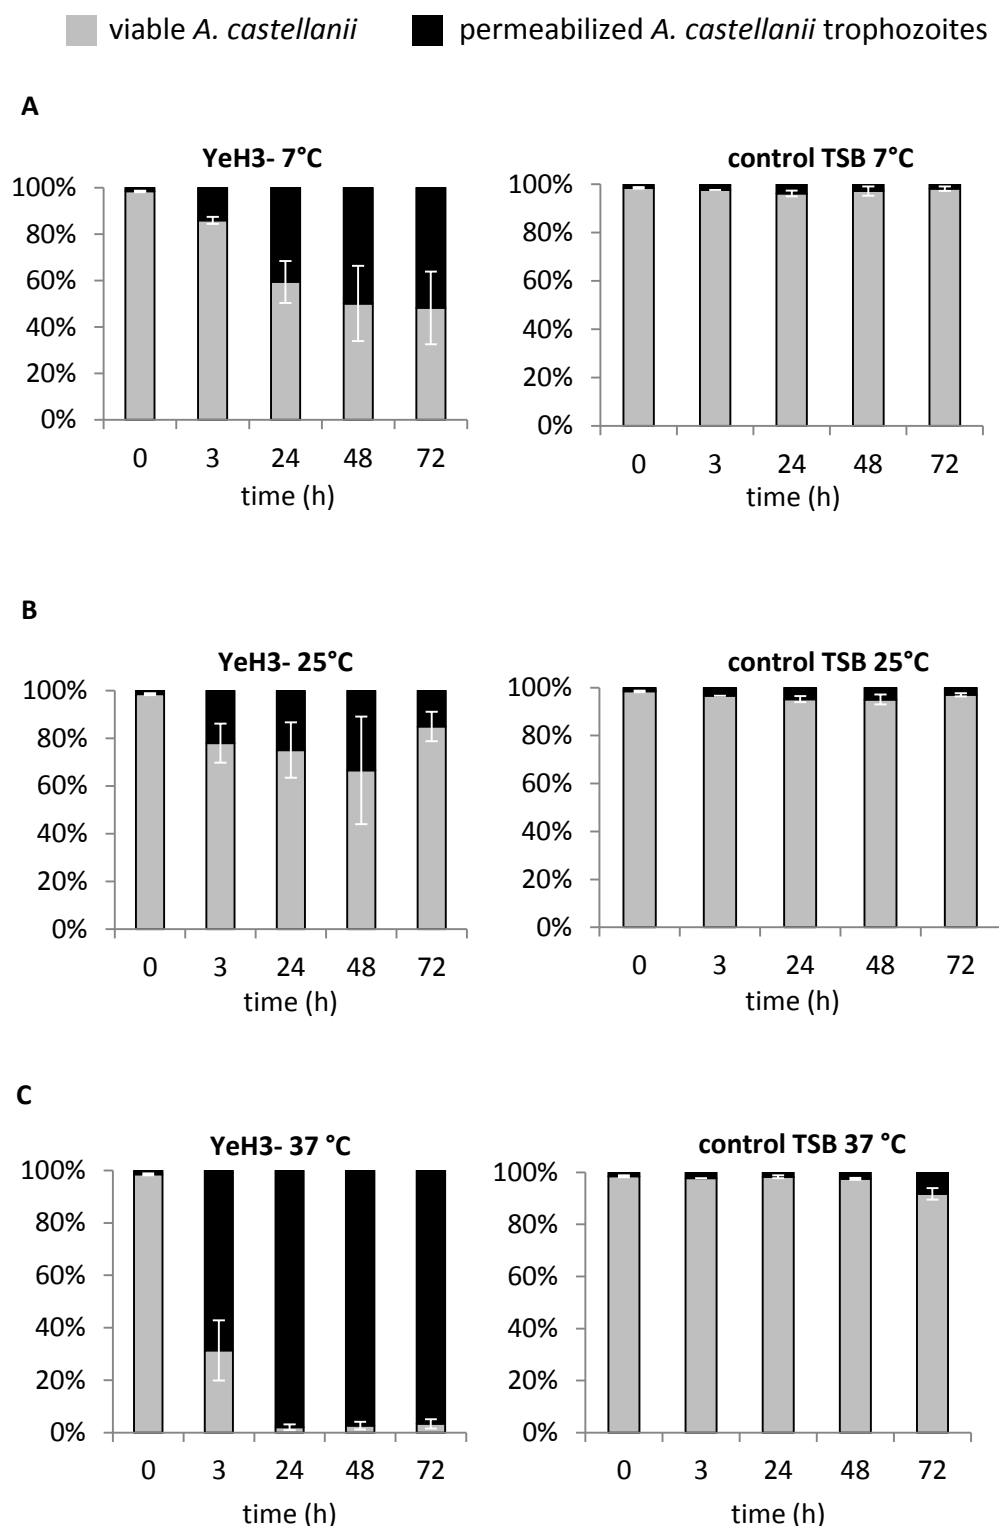 viable A. castellanii permeabilized A. castellanii trophozoites
A
YeH3- 7°C
100%
80%
60%
40%
20%
0%
0 3 24 48 72
time (h)
control TSB 7°C
100%
80%
60%
40%
20%
0%
0 3 24 48 72
time (h)
B
YeH3- 25°C
100%
80%
60%
40%
20%
0%
0 3 24 48 72
time (h)
control TSB 25°C
100%
80%
60%
40%
20%
0%
0 3 24 48 72
time (h)
C
YeH3- 37 °C
100%
80%
60%
40%
20%
0%
0 3 24 48 72
time (h)
control TSB 37 °C
100%
80%
60%
40%
20%
0%
0 3 24 48 72
time (h)